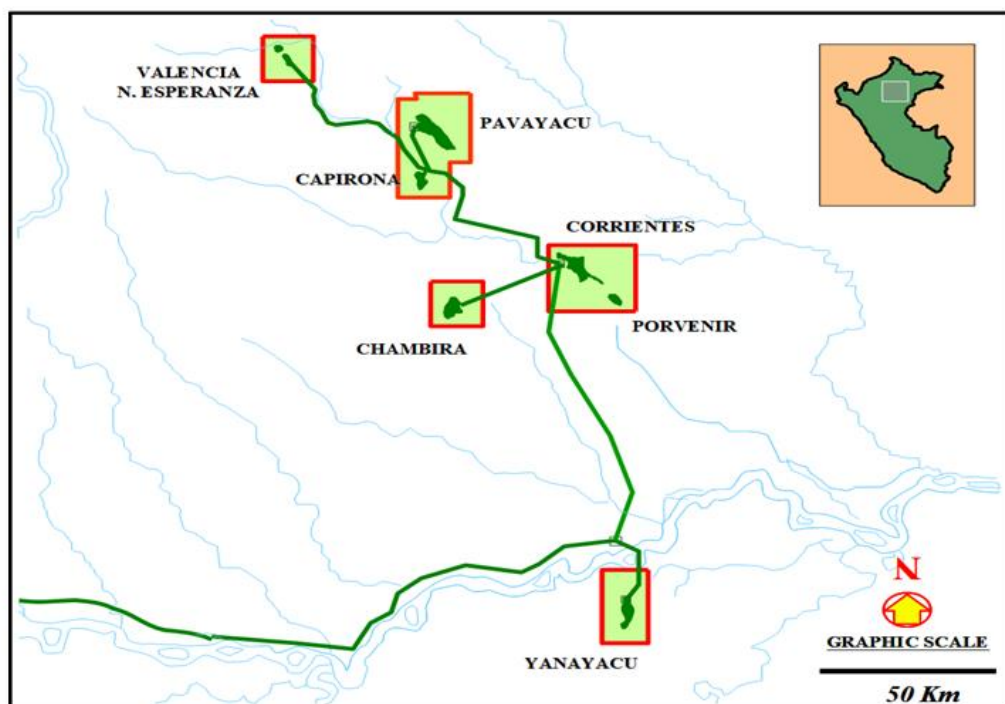 VALENCIA
N. ESPERANZA
PAVAYACU
CAPIRONA
CORRIENTES
PORVENIR
CHAMBIRA
YANAYACU
N
GRAPHIC SCALE
50 Km